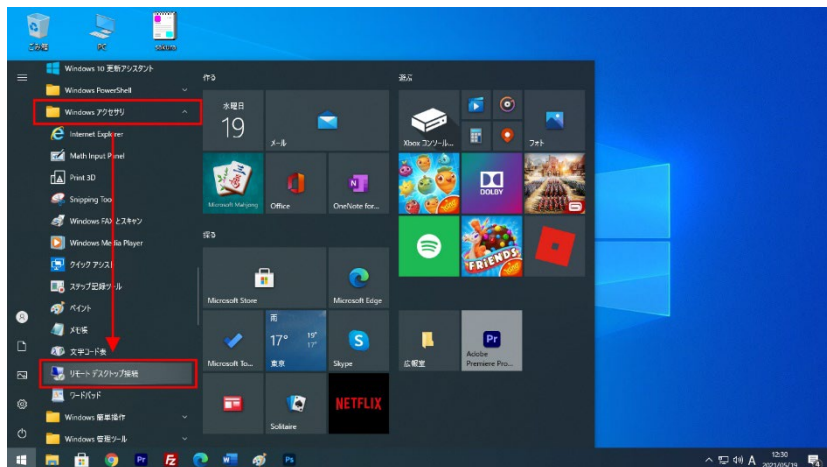 ごみ箱
PC
Windows 10 更新アシスタント
Windows PowerShell
Windows アクセサリ
Internet Explorer
Math Input Panel
Print 3D
Snipping Tool
Windows FAX とスキャン
Windows Media Player
クイック アシスト
ステップ記録ツール
ペイント
メモ帳
文字コード表
リモート デスクトップ接続
ワードパッド
Windows 簡単操作
Windows 管理ツール
作る
水曜日
19
メール
Microsoft Mahjong
Office
OneNote for...
探る
Microsoft Store
Microsoft Edge
Microsoft To...
雨
17° 19°
17°
東京
Skype
Solitaire
NETFLIX
遊ぶ
Xbox コンソール...
フォト
DOLBY
FRIENDS
広報室
Pr
Adobe
Premiere Pro...
Pr
Fz
Ps
A
12:30
2021/05/19